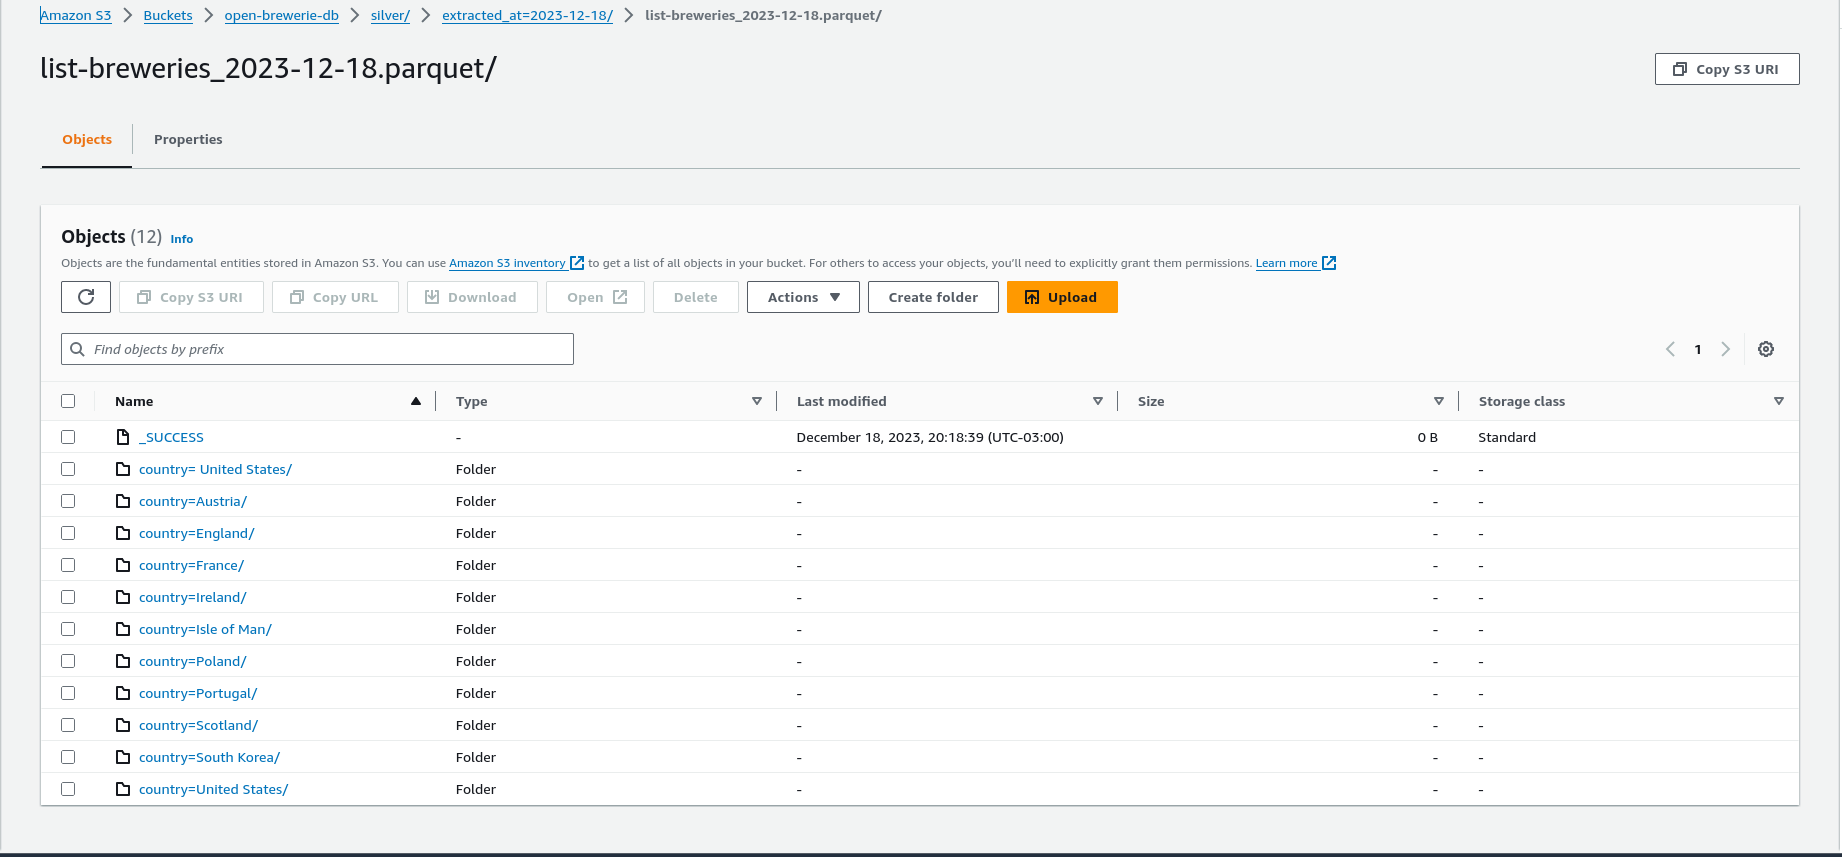 Amazon S3 > Buckets > open-brewerie-db > silver/ > extracted_at=2023-12-18/ > list-breweries_2023-12-18.parquet/
list-breweries_2023-12-18.parquet/
Copy S3 URI
Objects Properties
Objects (12) Info
Objects are the fundamental entities stored in Amazon S3. You can use Amazon S3 inventory to get a list of all objects in your bucket. For others to access your objects, you'll need to explicitly grant them permissions. Learn more
Copy S3 URI Copy URL Download Open Delete Actions Create folder Upload
Find objects by prefix 1
Name Type Last modified Size Storage class
_SUCCESS - December 18, 2023, 20:18:39 (UTC-03:00) 0 B Standard
country= United States/ Folder - - -
country=Austria/ Folder - - -
country=England/ Folder - - -
country=France/ Folder - - -
country=Ireland/ Folder - - -
country=Isle of Man/ Folder - - -
country=Poland/ Folder - - -
country=Portugal/ Folder - - -
country=Scotland/ Folder - - -
country=South Korea/ Folder - - -
country=United States/ Folder - - -